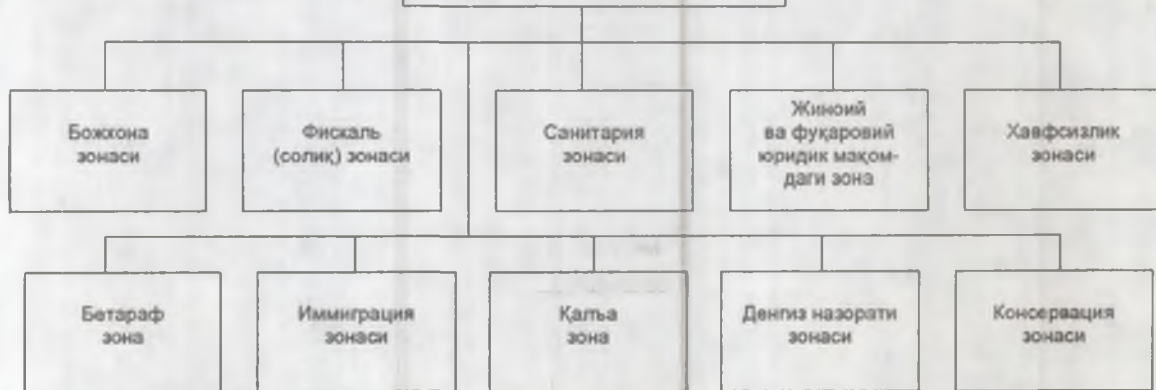 Божхона
зонаси
Фискаль
(солиқ) зонаси
Санитария
зонаси
Жиноий
ва фуқаровий
юридик мақом-
даги зона
Хавфсизлик
зонаси
Бетараф
зона
Иммиграция
зонаси
Қалъа
зона
Денгиз назорати
зонаси
Консервация
зонаси